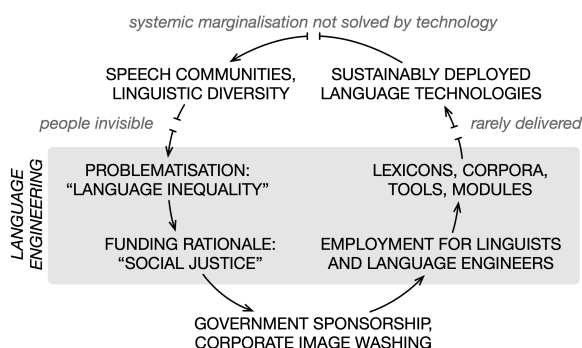 systemic marginalisation not solved by technology
SPEECH COMMUNITIES,
LINGUISTIC DIVERSITY
SUSTAINABLY DEPLOYED
LANGUAGE TECHNOLOGIES
people invisible
rarely delivered
LANGUAGE
ENGINEERING
PROBLEMATISATION:
“LANGUAGE INEQUALITY”
LEXICONS, CORPORA,
TOOLS, MODULES
FUNDING RATIONALE:
“SOCIAL JUSTICE”
EMPLOYMENT FOR LINGUISTS
AND LANGUAGE ENGINEERS
GOVERNMENT SPONSORSHIP,
CORPORATE IMAGE WASHING